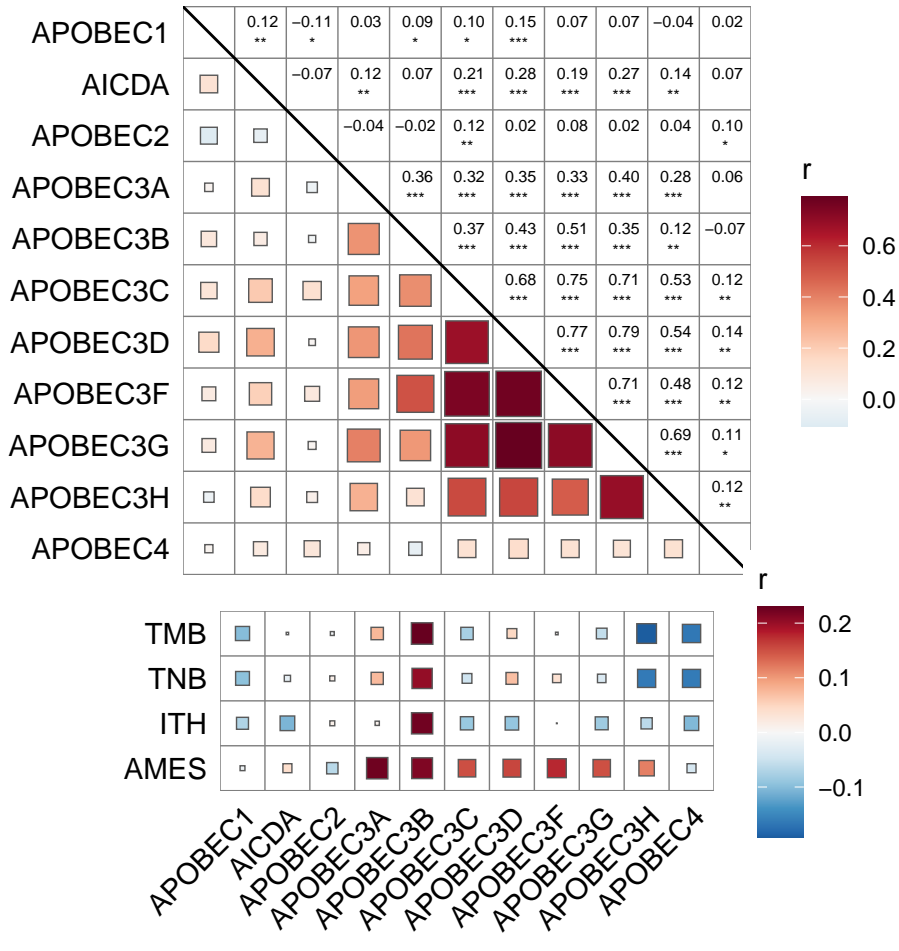 APOBEC1 0.12 −0.11 0.03 0.09 0.10 0.15 0.07 0.07 −0.04 0.02
** * * * ***
AICDA −0.07 0.12 0.07 0.21 0.28 0.19 0.27 0.14 0.07
** *** *** *** *** **
APOBEC2 −0.04 −0.02 0.12 0.02 0.08 0.02 0.04 0.10
** *
APOBEC3A 0.36 0.32 0.35 0.33 0.40 0.28 0.06
*** *** *** *** *** ***
APOBEC3B 0.37 0.43 0.51 0.35 0.12 −0.07
*** *** *** *** **
APOBEC3C 0.68 0.75 0.71 0.53 0.12
*** *** *** *** **
APOBEC3D 0.77 0.79 0.54 0.14
*** *** *** **
APOBEC3F 0.71 0.48 0.12
*** *** **
APOBEC3G 0.69 0.11
*** *
APOBEC3H 0.12
**
APOBEC4
r
0.6
0.4
0.2
0.0
TMB
TNB
ITH
AMES
APOBEC1
AICDA
APOBEC2
APOBEC3A
APOBEC3B
APOBEC3C
APOBEC3D
APOBEC3F
APOBEC3G
APOBEC3H
APOBEC4
r
0.2
0.1
0.0
−0.1